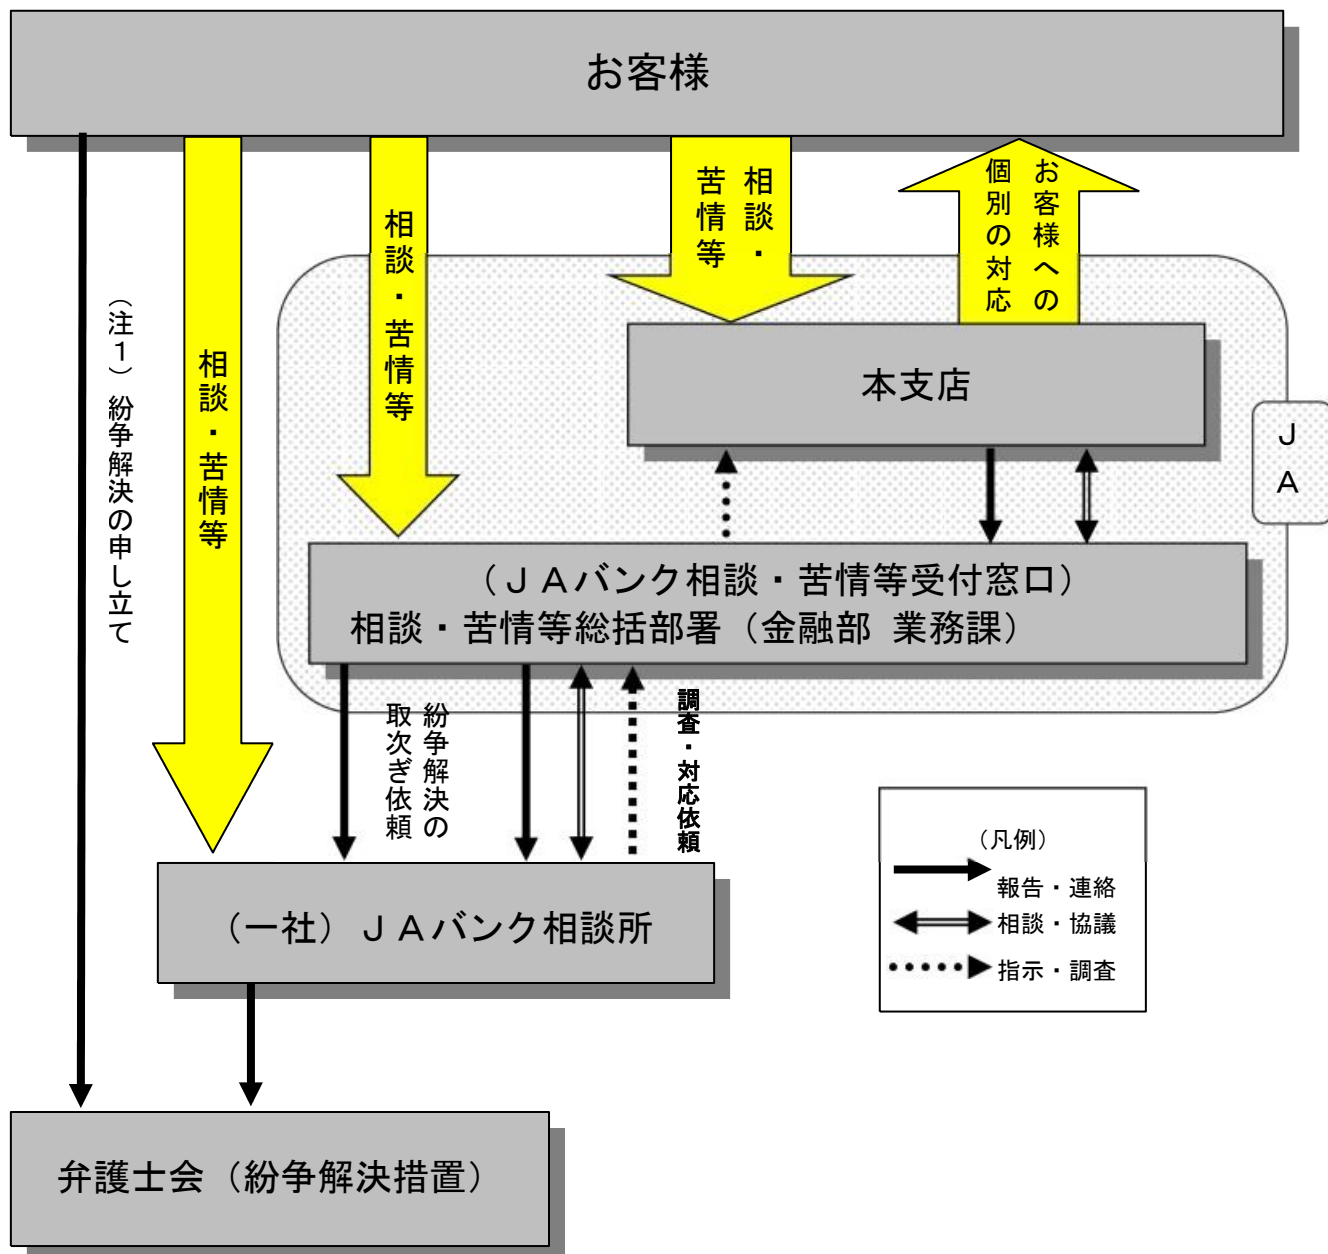 お客様
(注1)紛争解決の申し立て
相談・苦情等
相談・苦情等
相談・
苦情等
お客様への
個別の対応
本支店
JA
(JAバンク相談・苦情等受付窓口)
相談・苦情等総括部署(金融部 業務課)
紛争解決の
取次ぎ依頼
調査・対応依頼
(一社)JAバンク相談所
(凡例)
報告・連絡
相談・協議
指示・調査
弁護士会(紛争解決措置)